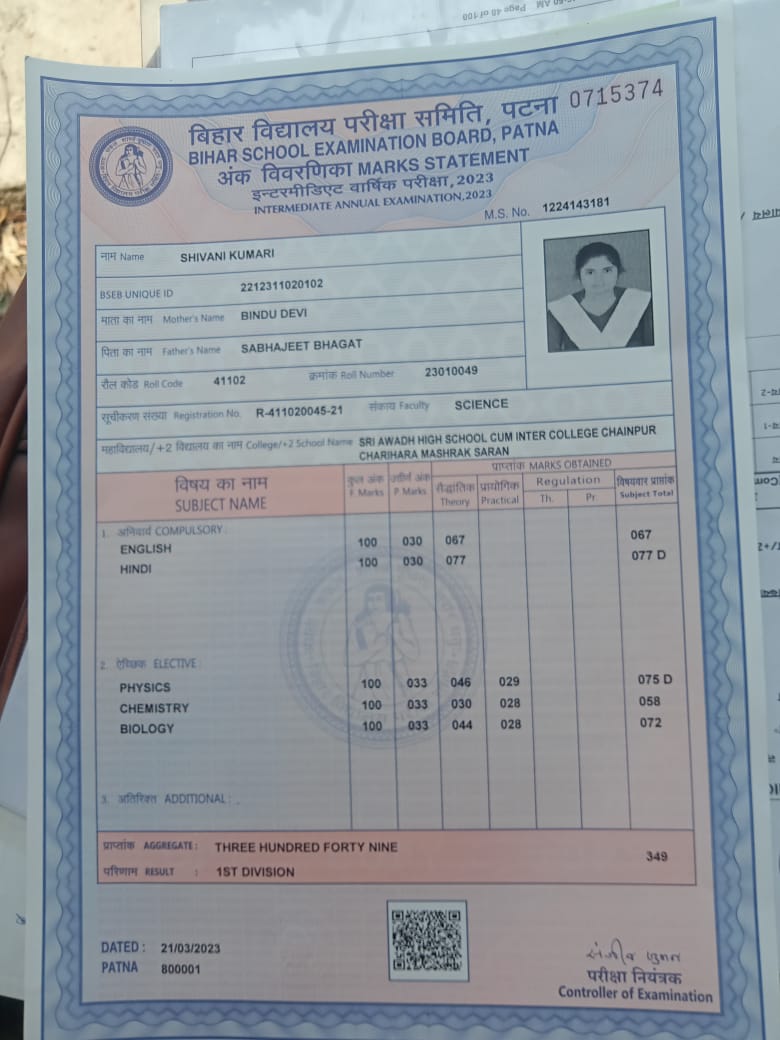 Page 48 of 108
0715374
बिहार विद्यालय परीक्षा समिति, पटना
BIHAR SCHOOL EXAMINATION BOARD, PATNA
अंक विवरणिका MARKS STATEMENT
इन्टरमीडिएट वार्षिक परीक्षा, 2023
INTERMEDIATE ANNUAL EXAMINATION, 2023
M.S. No. 1224143181
नाम Name SHIVANI KUMARI
BSEB UNIQUE ID 2212311020102
माता का नाम Mother's Name BINDU DEVI
पिता का नाम Father's Name SABHAJEET BHAGAT
रौल कोड Roll Code 41102 क्रमांक Roll Number 23010049
सूचीकरण संख्या Registration No. R-411020045-21 संकाय Faculty SCIENCE
महाविद्यालय/+2 विद्यालय का नाम College/+2 School Name SRI AWADH HIGH SCHOOL CUM INTER COLLEGE CHAINPUR
CHARIHARA MASHRAK SARAN
विषय का नाम
SUBJECT NAME
कुल अंक
F Marks
उत्तीर्ण अंक
P Marks
प्राप्तांक MARKS OBTAINED
सैद्धांतिक
Theory
प्रायोगिक
Practical
Regulation
Th. Pr.
विषयवार प्राप्तांक
Subject Total
1. अनिवार्य COMPULSORY :
ENGLISH 100 030 067 067
HINDI 100 030 077 077 D
2. ऐच्छिक ELECTIVE :
PHYSICS 100 033 046 029 075 D
CHEMISTRY 100 033 030 028 058
BIOLOGY 100 033 044 028 072
3. अतिरिक्त ADDITIONAL : .
प्राप्तांक AGGREGATE : THREE HUNDRED FORTY NINE 349
परिणाम RESULT : 1ST DIVISION
DATED : 21/03/2023
PATNA 800001
परीक्षा नियंत्रक
Controller of Examination